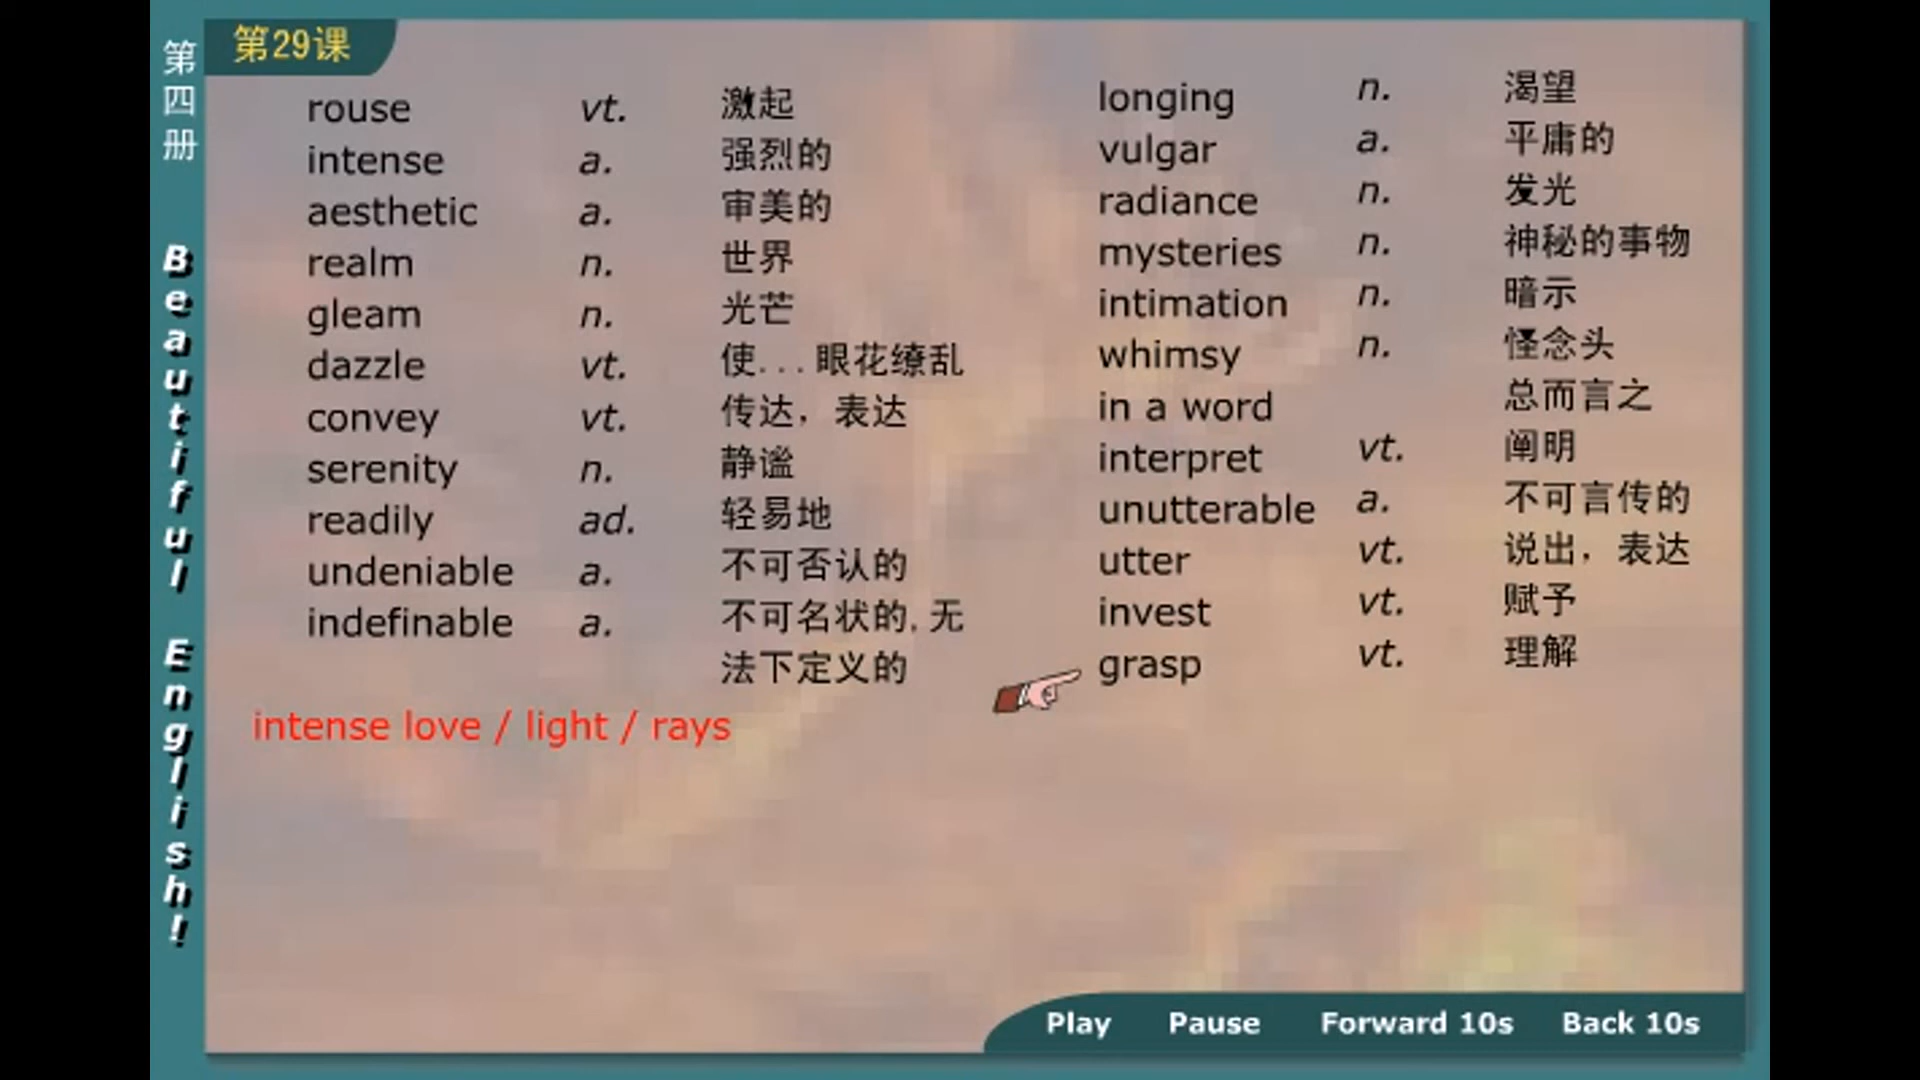 第四册
Beautiful English!
第29课
rouse vt. 激起
intense a. 强烈的
aesthetic a. 审美的
realm n. 世界
gleam n. 光芒
dazzle vt. 使...眼花缭乱
convey vt. 传达，表达
serenity n. 静谧
readily ad. 轻易地
undeniable a. 不可否认的
indefinable a. 不可名状的,无
法下定义的
intense love / light / rays
longing n. 渴望
vulgar a. 平庸的
radiance n. 发光
mysteries n. 神秘的事物
intimation n. 暗示
whimsy n. 怪念头
in a word 总而言之
interpret vt. 阐明
unutterable a. 不可言传的
utter vt. 说出，表达
invest vt. 赋予
grasp vt. 理解
Play Pause Forward 10s Back 10s